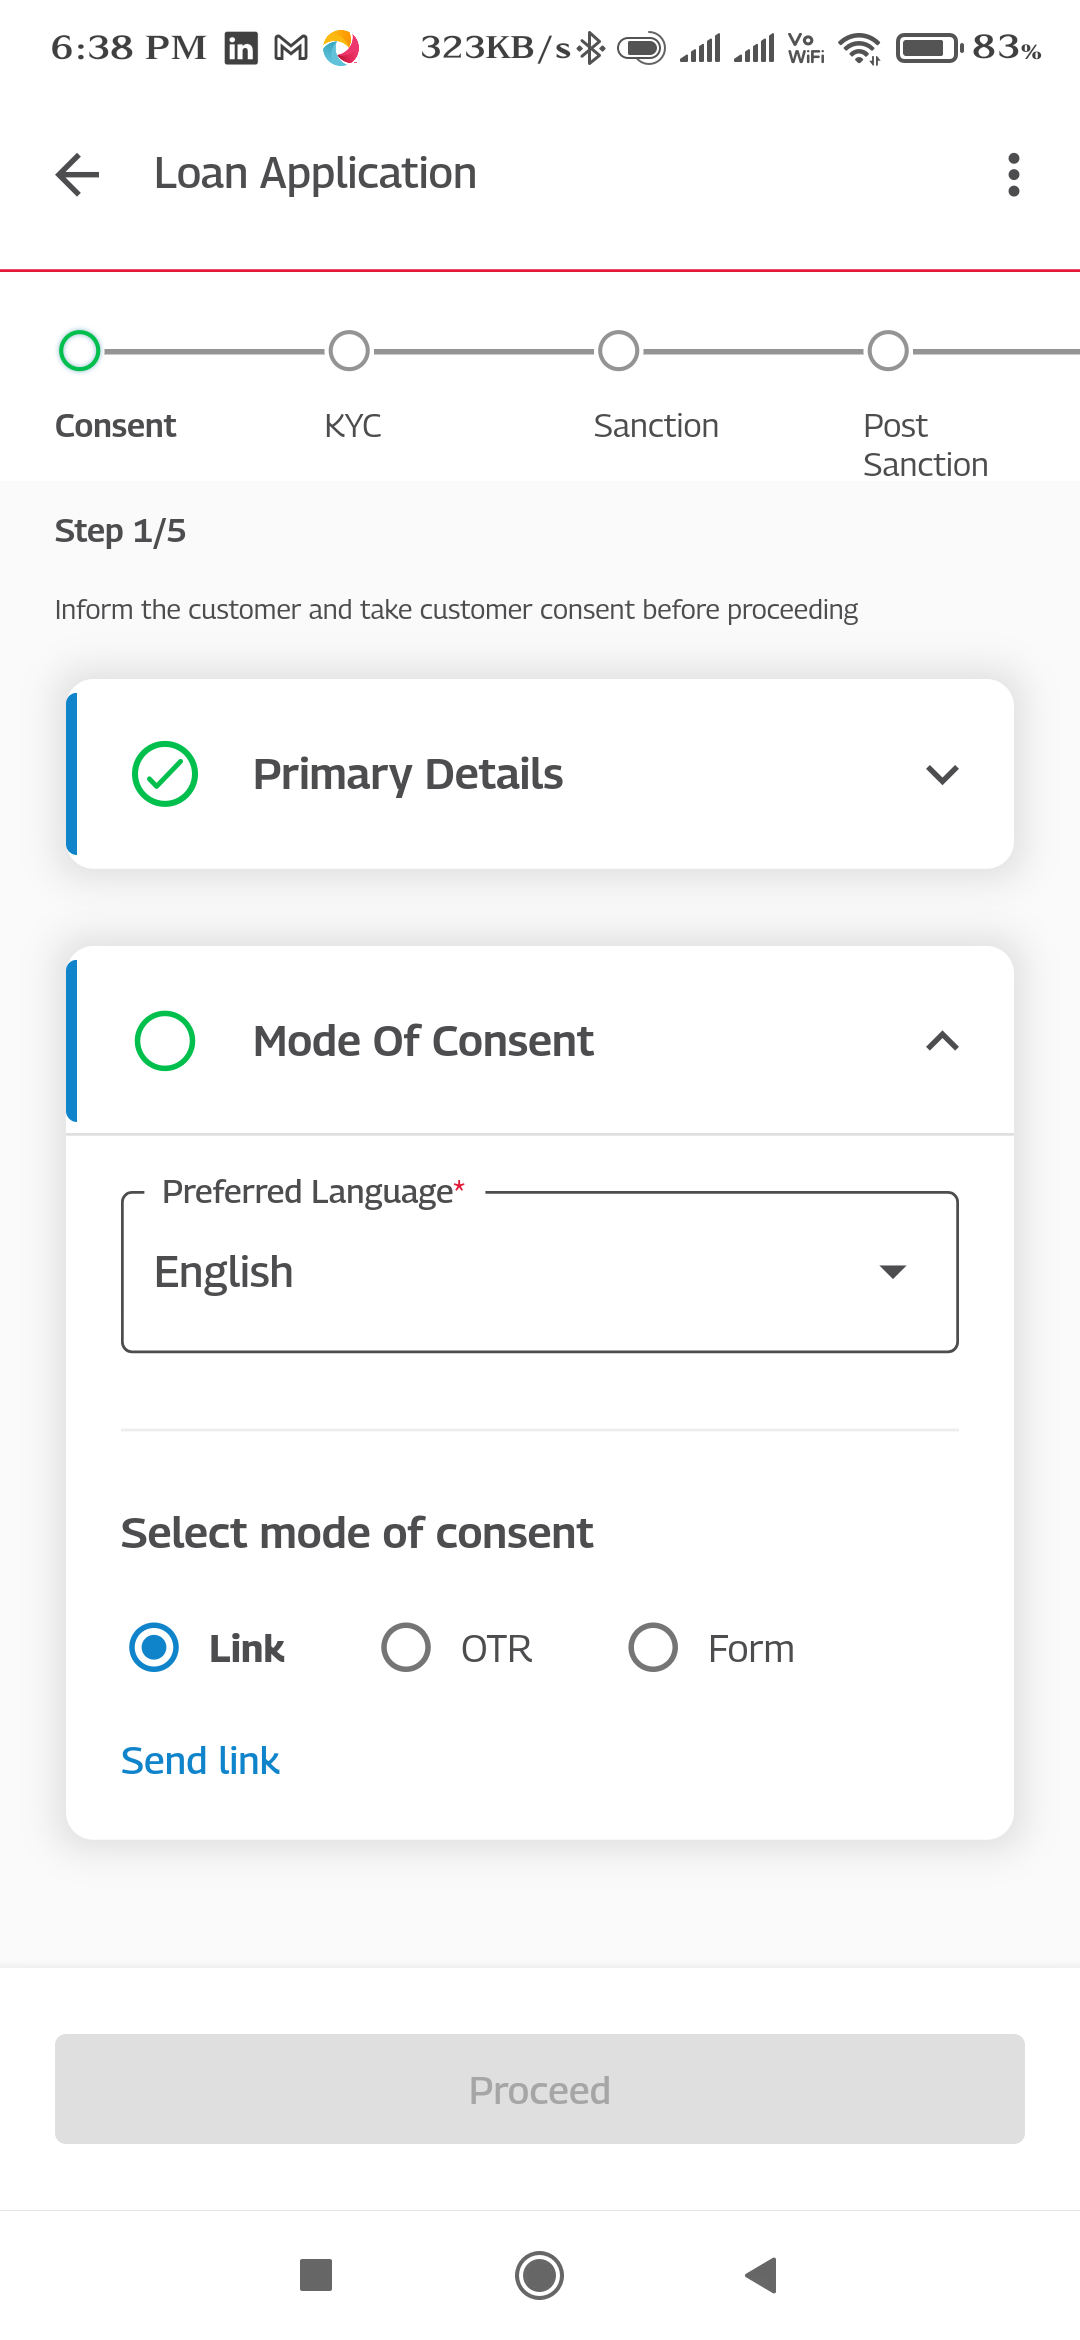 6:38 PM in 323KB/s Vo WiFi 83%
Loan Application
Consent KYC Sanction Post Sanction
Step 1/5
Inform the customer and take customer consent before proceeding
Primary Details
Mode Of Consent
Preferred Language*
English
Select mode of consent
Link OTR Form
Send link
Proceed